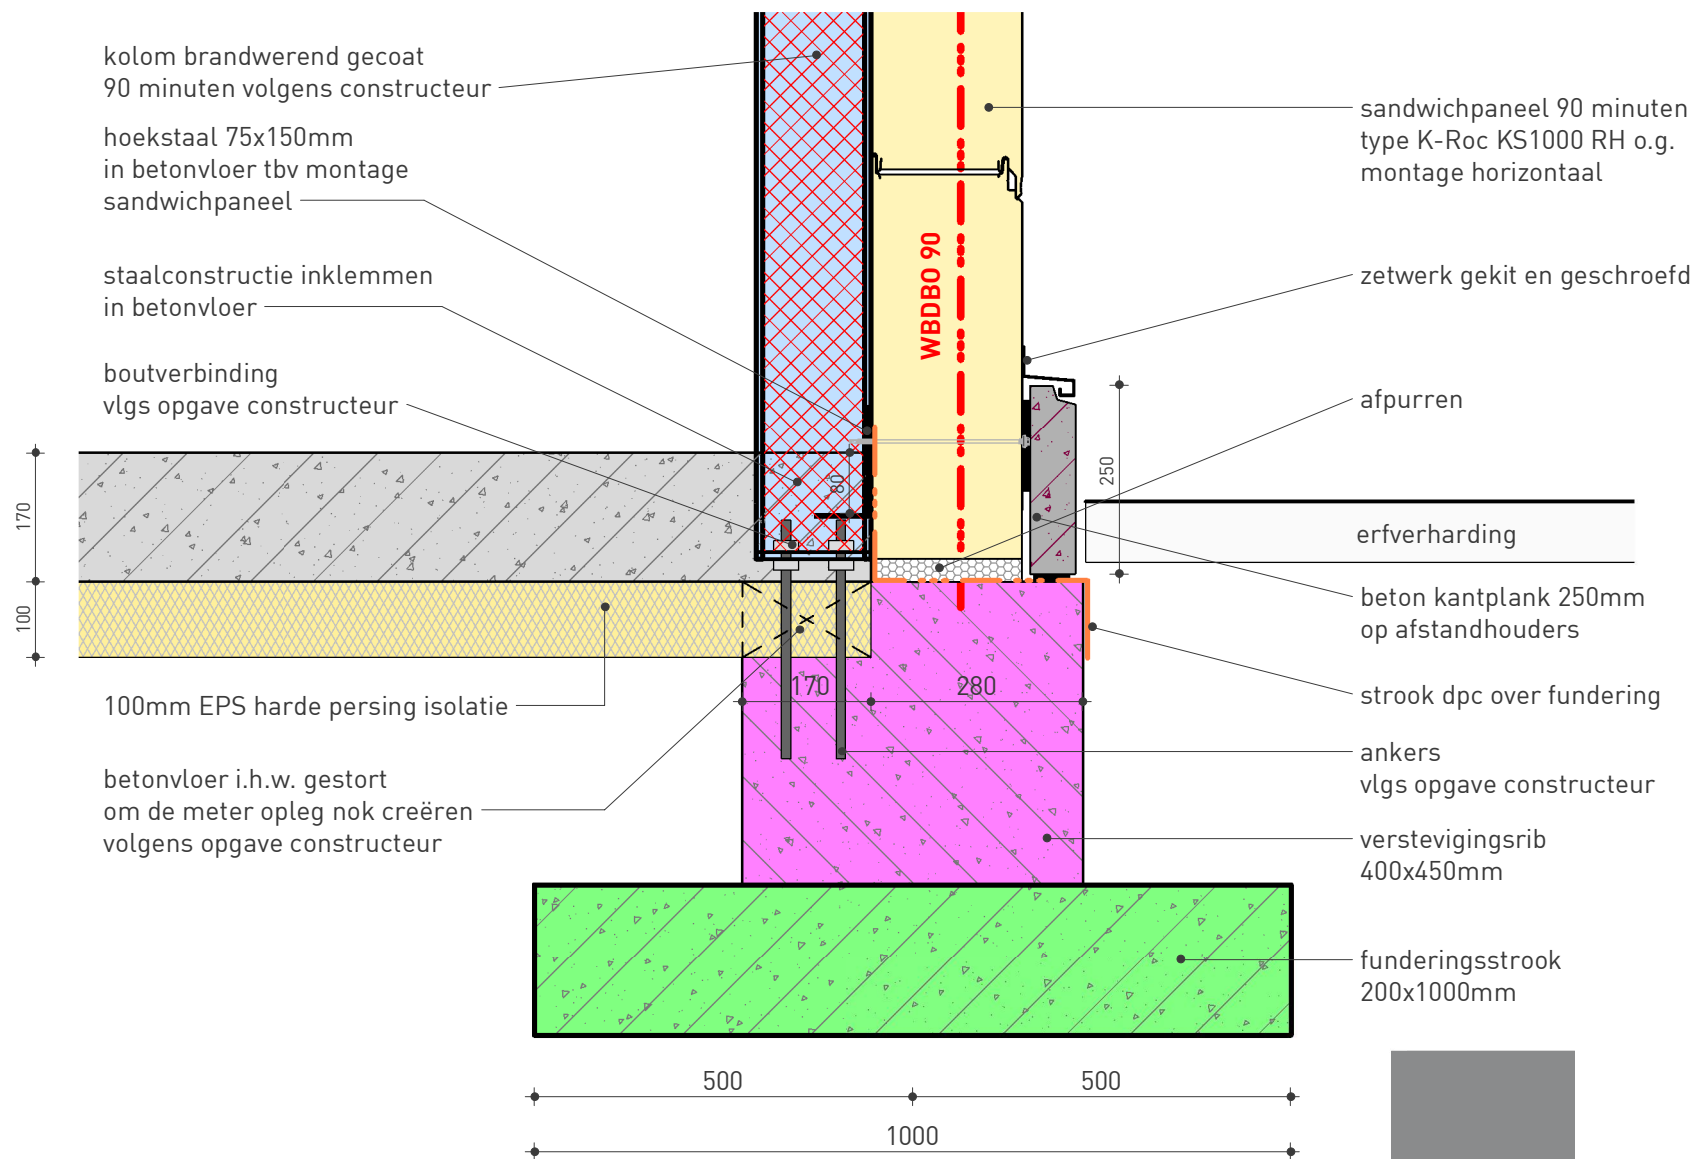 kolom brandwerend gecoat
90 minuten volgens constructeur
hoekstaal 75x150mm
in betonvloer tbv montage
sandwichpaneel
staalconstructie inklemmen
in betonvloer
boutverbinding
vlgs opgave constructeur
170
100
100mm EPS harde persing isolatie
betonvloer i.h.w. gestort
om de meter opleg nok creëren
volgens opgave constructeur
WBDBO 90
80
170
280
250
sandwichpaneel 90 minuten
type K-Roc KS1000 RH o.g.
montage horizontaal
zetwerk gekit en geschroefd
afpurren
erfverharding
beton kantplank 250mm
op afstandhouders
strook dpc over fundering
ankers
vlgs opgave constructeur
verstevigingsrib
400x450mm
funderingsstrook
200x1000mm
500
500
1000